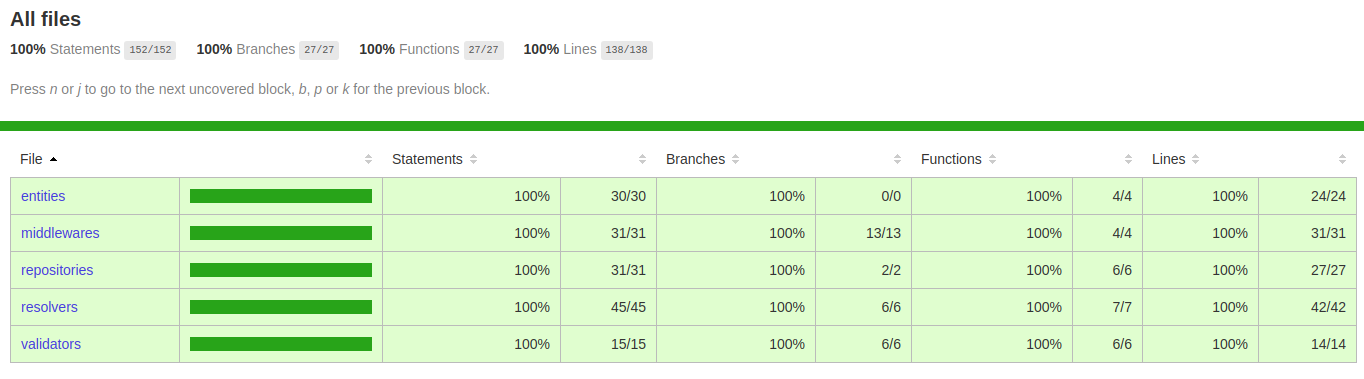 All files
100% Statements 152/152 100% Branches 27/27 100% Functions 27/27 100% Lines 138/138
Press n or j to go to the next uncovered block, b, p or k for the previous block.
File Statements Branches Functions Lines
entities 100% 30/30 100% 0/0 100% 4/4 100% 24/24
middlewares 100% 31/31 100% 13/13 100% 4/4 100% 31/31
repositories 100% 31/31 100% 2/2 100% 6/6 100% 27/27
resolvers 100% 45/45 100% 6/6 100% 7/7 100% 42/42
validators 100% 15/15 100% 6/6 100% 6/6 100% 14/14